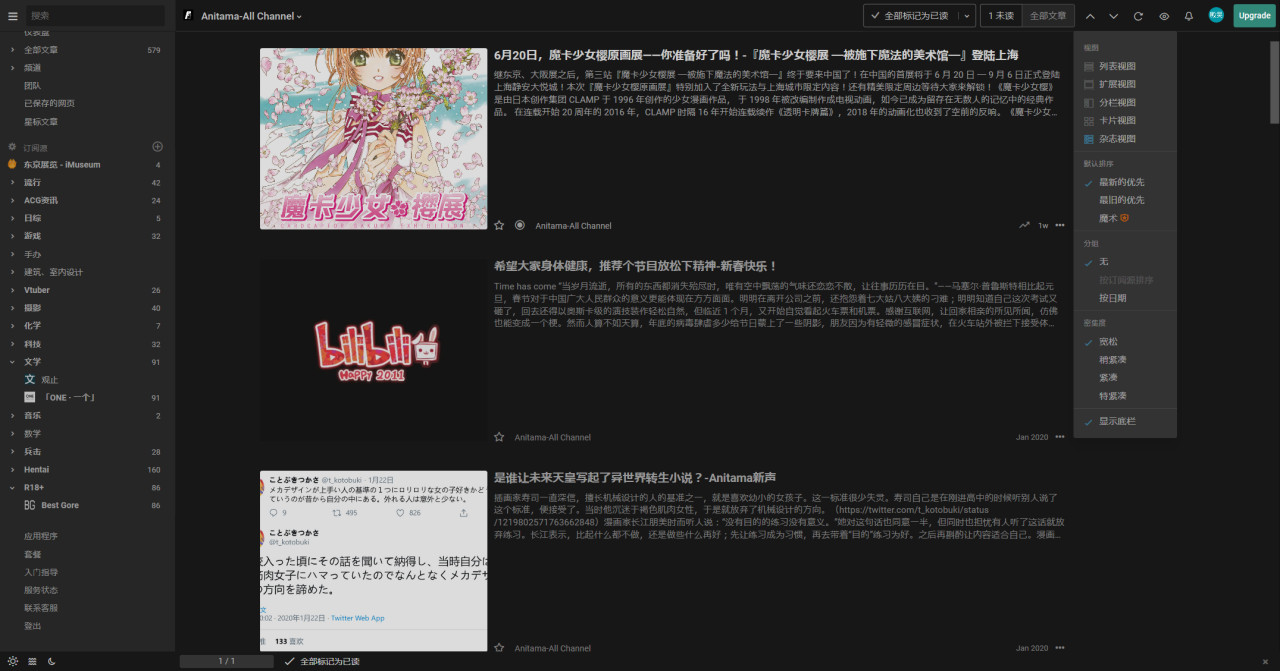 搜索
仪表盘
全部文章 579
频道
团队
已保存的网页
星标文章
订阅源
东京展览 - iMuseum 4
流行 42
ACG资讯 24
日综 5
游戏 32
手办
建筑、室内设计
Vtuber 26
摄影 40
化学 7
科技 32
文学 91
文 观止
「ONE · 一个」 91
音乐 2
数学
兵击 28
Hentai 160
R18+ 86
BG Best Gore 86
应用程序
套餐
入门指导
服务状态
联系客服
登出
Anitama-All Channel
全部标记为已读
1 未读 全部文章
Upgrade
魔卡少女樱展
6月20日，魔卡少女樱原画展——你准备好了吗！-『魔卡少女樱展 —被施下魔法的美术馆—』登陆上海
继东京、大阪展之后，第三站『魔卡少女樱展 —被施下魔法的美术馆—』终于要来中国了！在中国的首展将于 6 月 20 日 — 9 月 6 日正式登陆
上海静安大悦城！本次『魔卡少女樱原画展』特别加入了全新玩法与上海城市限定内容！还有精美限定周边等待大家来解锁！《魔卡少女樱》
是由日本创作集团 CLAMP 于 1996 年创作的少女漫画作品， 于 1998 年被改编制作成电视动画，如今已成为留存在无数人的记忆中的经典作
品。 在连载开始 20 周年的 2016 年，CLAMP 时隔 16 年开始连载续作《透明卡牌篇》，2018 年的动画化也收到了空前的反响。 《魔卡少女...
Anitama-All Channel
1w
bilibili
HAPPY 2011
希望大家身体健康，推荐个节目放松下精神-新春快乐！
Time has come “当岁月流逝，所有的东西都消失殆尽时，唯有空中飘荡的气味还恋恋不散，让往事历历在目。”——马塞尔·普鲁斯特相比起元
旦，春节对于中国广大人民群众的意义更能体现在方方面面。明明在离开公司之前，还抱怨着七大姑八大姨的刁难；明明知道自己这次考试又
砸了，回去还得以奥斯卡级的演技装作轻松自然，但临近 1 个月，又开始自觉看起火车票和机票。感谢互联网，让回家相亲的所见所闻，仿佛
也能变成一个梗。然而人算不如天算，年底的病毒肆虐多少给节日蒙上了一些阴影，朋友因为有轻微的感冒症状，在火车站外被拦下接受体...
Anitama-All Channel
Jan 2020
ことぶきつかさ @t_kotobuki · 1月22日
メカデザインが上手い人の基準の１つにロリロリな女の子好きかどう
ていうのが昔から自分の中にある。外れる人は意外と少ない。
9 495 826
ことぶきつかさ
@t_kotobuki
入った頃にその話を聞いて納得し、当時自分は
肉女子にハマっていたのでなんとなくメカデザ
の方向を諦めた。
文
0:02 · 2020年1月22日 · Twitter Web App
推 133 喜欢
是谁让未来天皇写起了异世界转生小说？-Anitama新声
插画家寿司一直深信，擅长机械设计的人的基准之一，就是喜欢幼小的女孩子。这一标准很少失灵。寿司自己是在刚进高中的时候听别人说了
这个标准，便接受了。当时他沉迷于褐色肌肉女性，于是就放弃了机械设计的方向。（https://twitter.com/t_kotobuki/status
/1219802571763662848）漫画家长江朋美时而听人说：“没有目的的练习没有意义。”她对这句话也同意一半，但同时也担忧有人听了这话就放
弃练习。长江表示，比起什么都不做，还是做些什么再好；先让练习成为习惯，再去带着“目的”练习为好。之后再斟酌让内容适合自己。漫画...
Anitama-All Channel
Jan 2020
视图
列表视图
扩展视图
分栏视图
卡片视图
杂志视图
默认排序
最新的优先
最旧的优先
魔术
分组
无
按订阅源排序
按日期
密集度
宽松
稍紧凑
紧凑
特紧凑
显示底栏
1 / 1
全部标记为已读